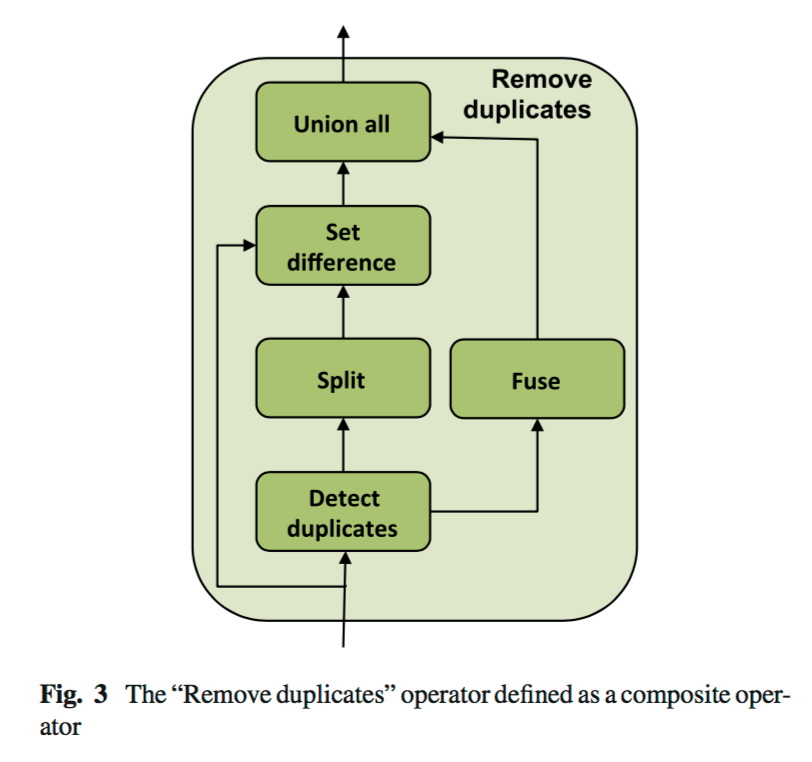 Remove
duplicates
Union all
Set
difference
Split
Fuse
Detect
duplicates
Fig. 3 The “Remove duplicates” operator defined as a composite oper-
ator